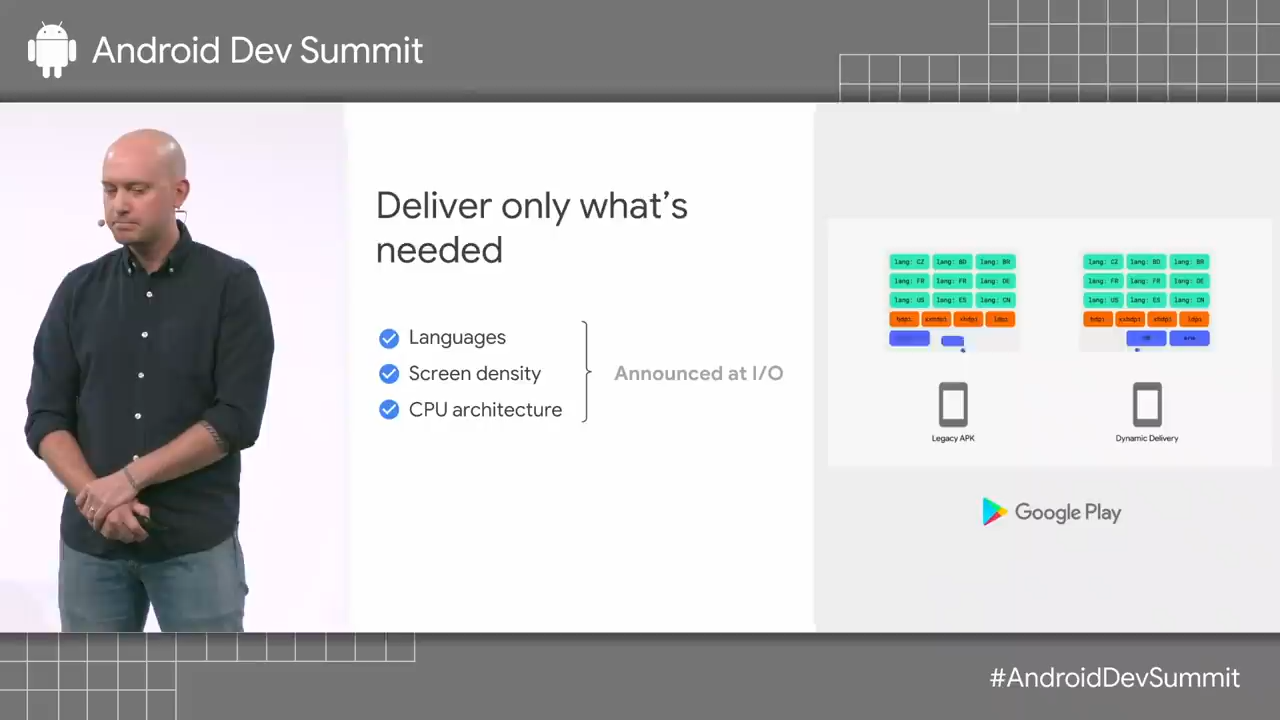 Android Dev Summit
Deliver only what's
needed
Languages
Screen density
CPU architecture
Announced at I/O
lang: CZ lang: BD lang: BR
lang: FR lang: FR lang: DE
lang: US lang: ES lang: CN
hdpi xxhdpi xhdpi ldpi
Legacy APK
lang: CZ lang: BD lang: BR
lang: FR lang: FR lang: DE
lang: US lang: ES lang: CN
hdpi xxhdpi xhdpi ldpi
Dynamic Delivery
Google Play
#AndroidDevSummit